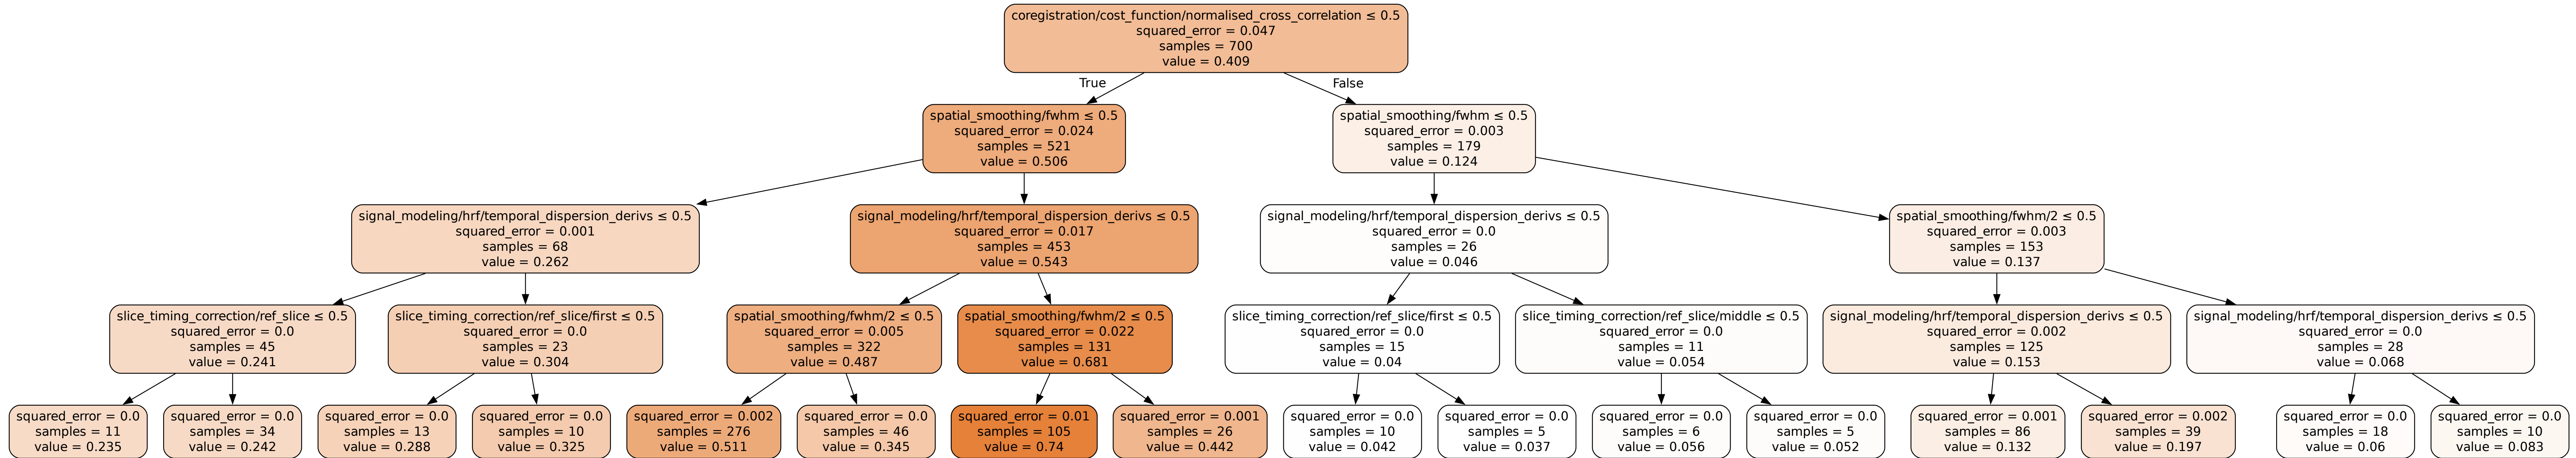 coregistration/cost_function/normalised_cross_correlation ≤ 0.5
squared_error = 0.047
samples = 700
value = 0.409
True
False
spatial_smoothing/fwhm ≤ 0.5
squared_error = 0.024
samples = 521
value = 0.506
spatial_smoothing/fwhm ≤ 0.5
squared_error = 0.003
samples = 179
value = 0.124
signal_modeling/hrf/temporal_dispersion_derivs ≤ 0.5
squared_error = 0.001
samples = 68
value = 0.262
signal_modeling/hrf/temporal_dispersion_derivs ≤ 0.5
squared_error = 0.017
samples = 453
value = 0.543
signal_modeling/hrf/temporal_dispersion_derivs ≤ 0.5
squared_error = 0.0
samples = 26
value = 0.046
spatial_smoothing/fwhm/2 ≤ 0.5
squared_error = 0.003
samples = 153
value = 0.137
slice_timing_correction/ref_slice ≤ 0.5
squared_error = 0.0
samples = 45
value = 0.241
slice_timing_correction/ref_slice/first ≤ 0.5
squared_error = 0.0
samples = 23
value = 0.304
spatial_smoothing/fwhm/2 ≤ 0.5
squared_error = 0.005
samples = 322
value = 0.487
spatial_smoothing/fwhm/2 ≤ 0.5
squared_error = 0.022
samples = 131
value = 0.681
slice_timing_correction/ref_slice/first ≤ 0.5
squared_error = 0.0
samples = 15
value = 0.04
slice_timing_correction/ref_slice/middle ≤ 0.5
squared_error = 0.0
samples = 11
value = 0.054
signal_modeling/hrf/temporal_dispersion_derivs ≤ 0.5
squared_error = 0.002
samples = 125
value = 0.153
signal_modeling/hrf/temporal_dispersion_derivs ≤ 0.5
squared_error = 0.0
samples = 28
value = 0.068
squared_error = 0.0
samples = 11
value = 0.235
squared_error = 0.0
samples = 34
value = 0.242
squared_error = 0.0
samples = 13
value = 0.288
squared_error = 0.0
samples = 10
value = 0.325
squared_error = 0.002
samples = 276
value = 0.511
squared_error = 0.0
samples = 46
value = 0.345
squared_error = 0.01
samples = 105
value = 0.74
squared_error = 0.001
samples = 26
value = 0.442
squared_error = 0.0
samples = 10
value = 0.042
squared_error = 0.0
samples = 5
value = 0.037
squared_error = 0.0
samples = 6
value = 0.056
squared_error = 0.0
samples = 5
value = 0.052
squared_error = 0.001
samples = 86
value = 0.132
squared_error = 0.002
samples = 39
value = 0.197
squared_error = 0.0
samples = 18
value = 0.06
squared_error = 0.0
samples = 10
value = 0.083